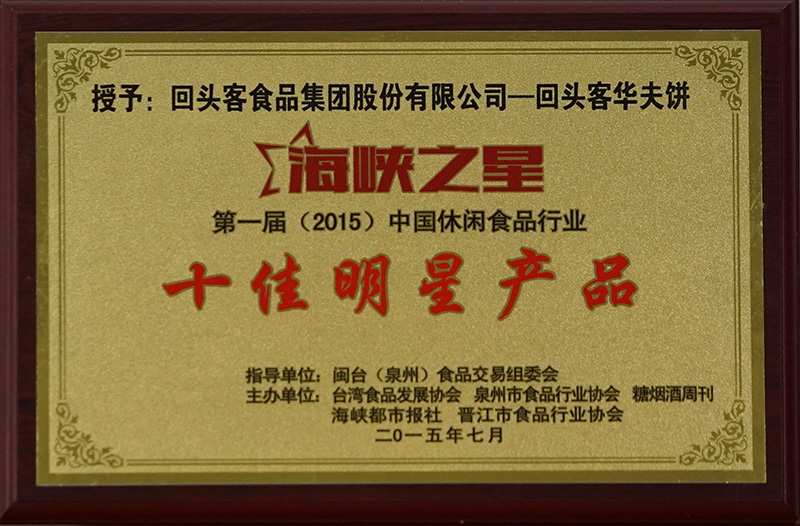 授予：回头客食品集团股份有限公司—回头客华夫饼
海峡之星
第一届（2015）中国休闲食品行业
十佳明星产品
指导单位：闽台（泉州）食品交易组委会
主办单位：台湾食品发展协会 泉州市食品行业协会 糖烟酒周刊
海峡都市报社 晋江市食品行业协会
二0一五年七月